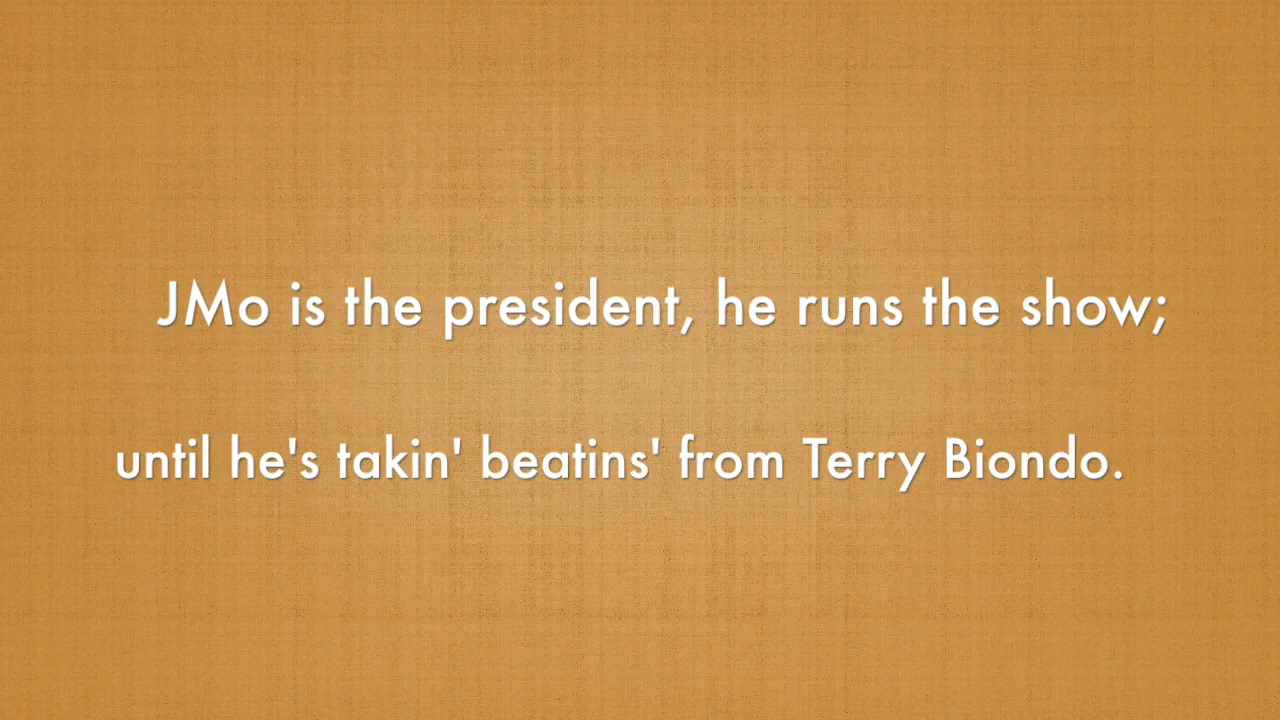 JMo is the president, he runs the show;
until he's takin' beatins' from Terry Biondo.